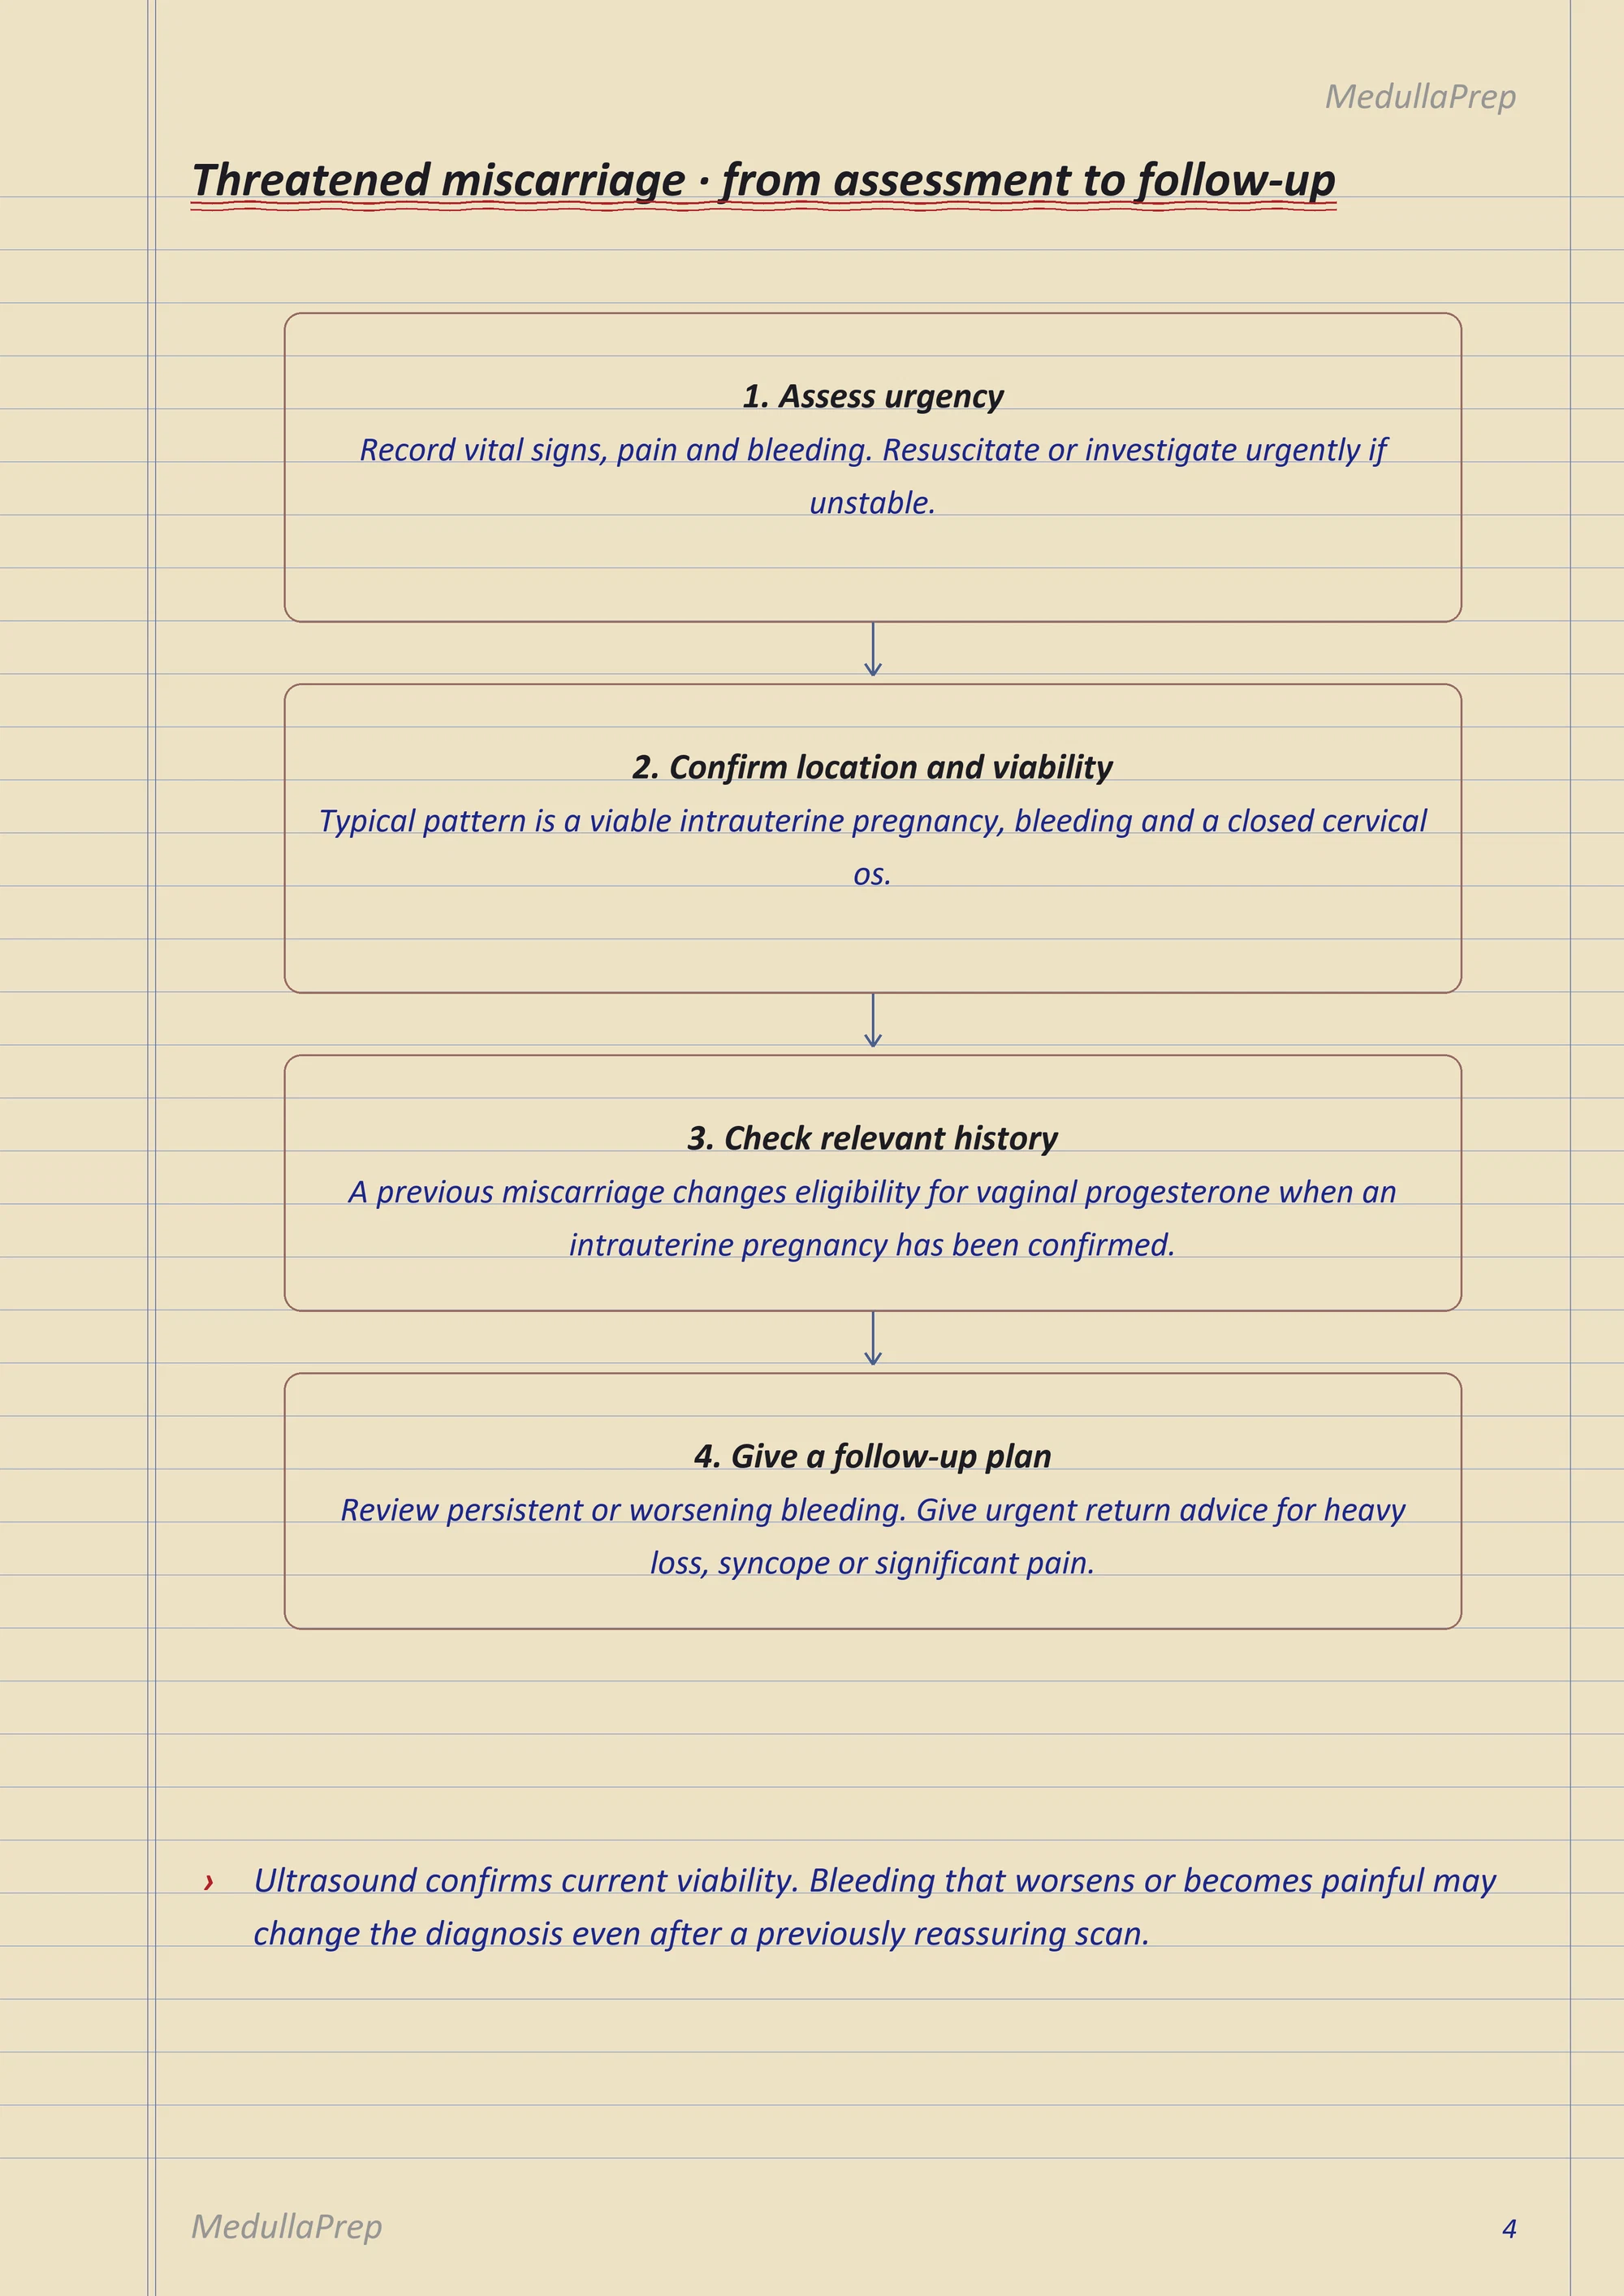 MedullaPrep
Threatened miscarriage · from assessment to follow-up
1. Assess urgency
Record vital signs, pain and bleeding. Resuscitate or investigate urgently if
unstable.
2. Confirm location and viability
Typical pattern is a viable intrauterine pregnancy, bleeding and a closed cervical
os.
3. Check relevant history
A previous miscarriage changes eligibility for vaginal progesterone when an
intrauterine pregnancy has been confirmed.
4. Give a follow-up plan
Review persistent or worsening bleeding. Give urgent return advice for heavy
loss, syncope or significant pain.
› Ultrasound confirms current viability. Bleeding that worsens or becomes painful may
change the diagnosis even after a previously reassuring scan.
MedullaPrep
4